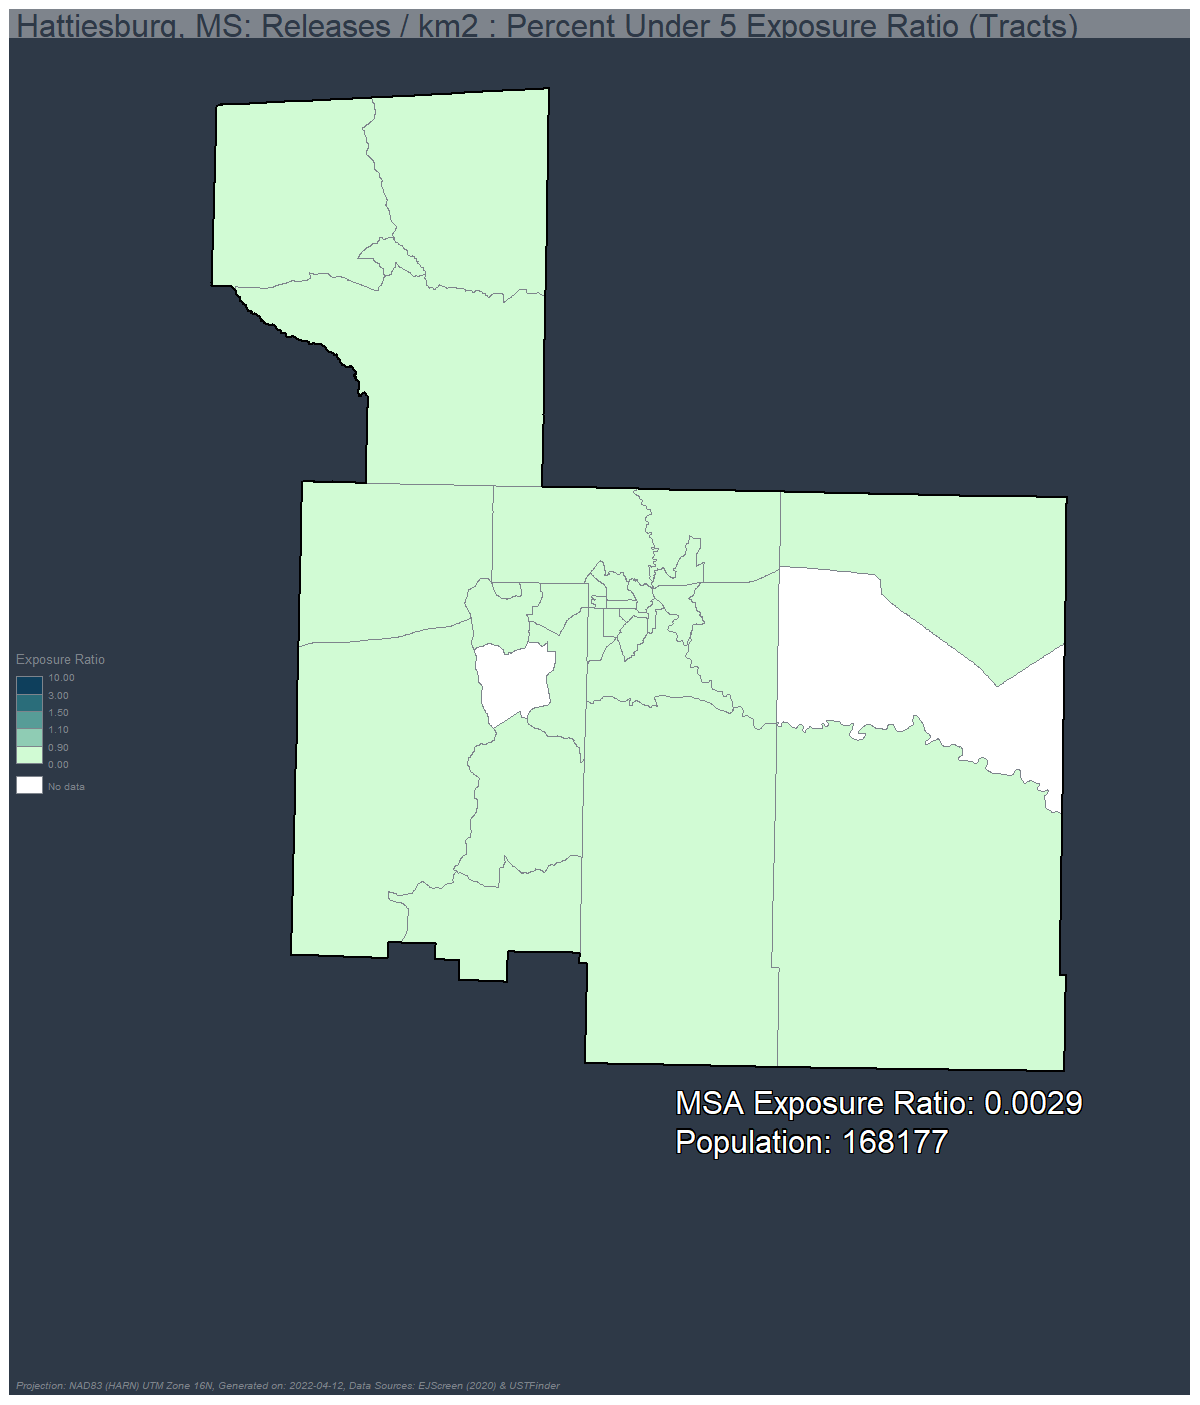 Hattiesburg, MS: Releases / km2 : Percent Under 5 Exposure Ratio (Tracts)
Exposure Ratio
10.00
3.00
1.50
1.10
0.90
0.00
No data
MSA Exposure Ratio: 0.0029
Population: 168177
Projection: NAD83 (HARN) UTM Zone 16N, Generated on: 2022-04-12, Data Sources: EJScreen (2020) & USTFinder